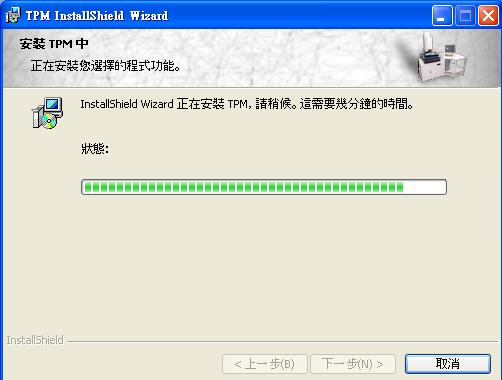 TPM InstallShield Wizard
安裝 TPM 中
正在安裝您選擇的程式功能。
InstallShield Wizard 正在安裝 TPM, 請稍候。這需要幾分鐘的時間。
狀態:
InstallShield
< 上一步(B)
下一步(N) >
取消